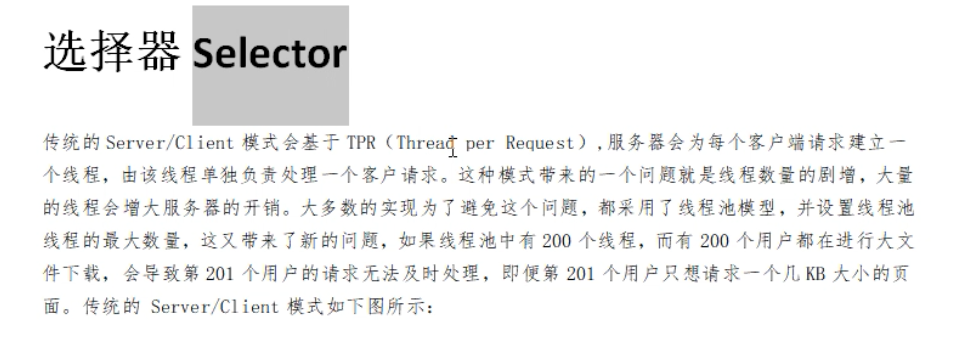 选择器 Selector
传统的 Server/Client 模式会基于 TPR（Thread per Request）,服务器会为每个客户端请求建立一
个线程，由该线程单独负责处理一个客户请求。这种模式带来的一个问题就是线程数量的剧增，大量
的线程会增大服务器的开销。大多数的实现为了避免这个问题，都采用了线程池模型，并设置线程池
线程的最大数量，这又带来了新的问题，如果线程池中有 200 个线程，而有 200 个用户都在进行大文
件下载，会导致第 201 个用户的请求无法及时处理，即便第 201 个用户只想请求一个几 KB 大小的页
面。传统的 Server/Client 模式如下图所示：